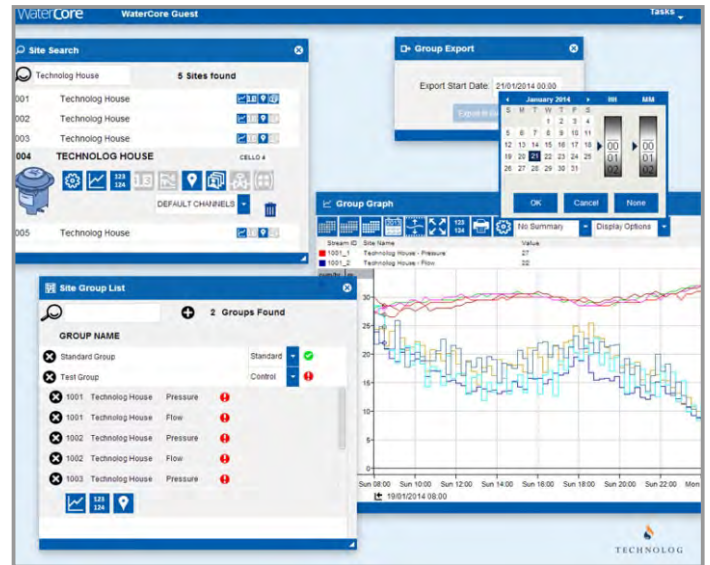 WaterCore WaterCore Guest Tasks
Site Search
Technolog House 5 Sites found
001 Technolog House
002 Technolog House
003 Technolog House
004 TECHNOLOG HOUSE CELLO 4
123
124
DEFAULT CHANNELS
005 Technolog House
Group Export
Export Start Date: 21/01/2014 00:00
January 2014 HH MM
S M T W T F S
1 2 3 4
5 6 7 8 9 10 11
12 13 14 15 16 17 18
19 20 21 22 23 24 25
26 27 28 29 30 31
00 00
01 01
02 02
OK Cancel None
Group Graph
123
124
No Summary Display Options
Stream ID Site Name Value
1001_1 Technolog House - Pressure 27
1001_2 Technolog House - Flow 32
30
25
20
15
10
5
0
Sun 08:00 Sun 10:00 Sun 12:00 Sun 14:00 Sun 16:00 Sun 18:00 Sun 20:00 Sun 22:00 Mon
19/01/2014 08:00
Site Group List
2 Groups Found
GROUP NAME
Standard Group Standard
Test Group Control
1001 Technolog House Pressure
1001 Technolog House Flow
1002 Technolog House Pressure
1002 Technolog House Flow
1003 Technolog House Pressure
123
124
TECHNOLOG